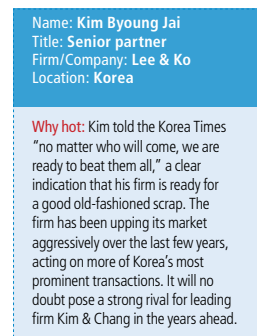 Name: Kim Byoung Jai
Title: Senior partner
Firm/Company: Lee & Ko
Location: Korea
Why hot: Kim told the Korea Times
“no matter who will come, we are
ready to beat them all,” a clear
indication that his firm is ready for
a good old-fashioned scrap. The
firm has been upping its market
aggressively over the last few years,
acting on more of Korea’s most
prominent transactions. It will no
doubt pose a strong rival for leading
firm Kim & Chang in the years ahead.